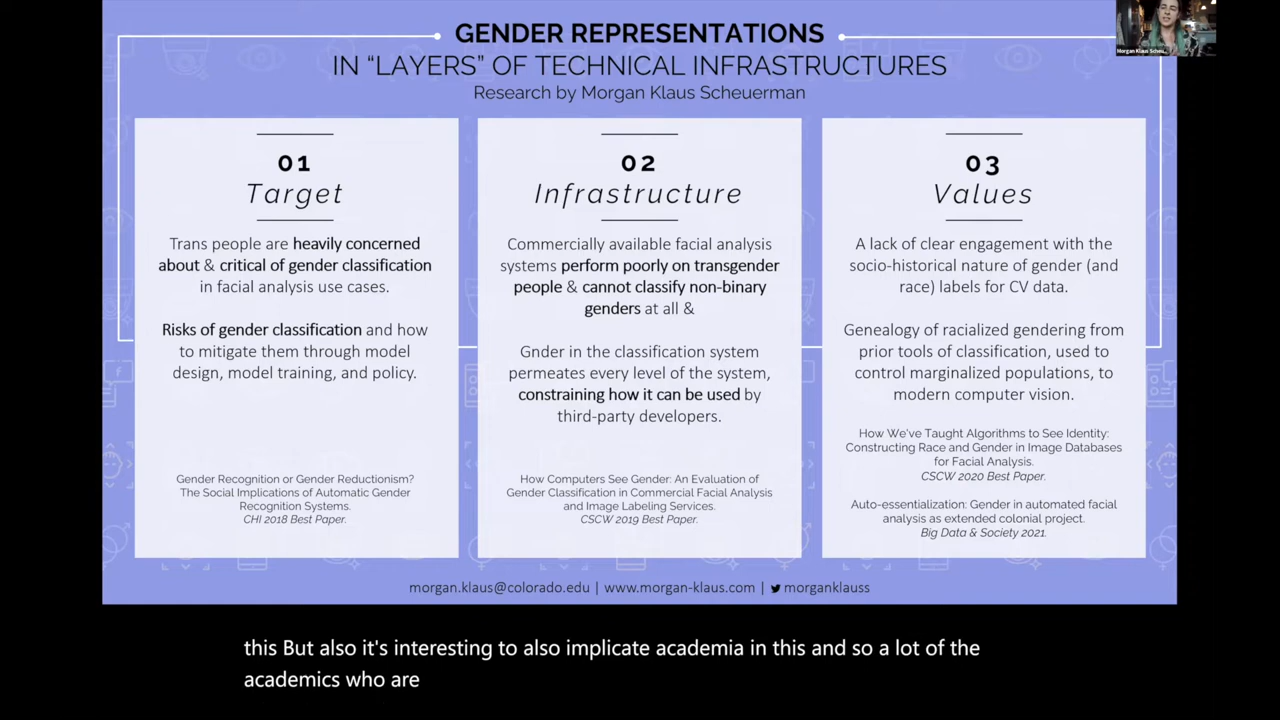 GENDER REPRESENTATIONS
IN “LAYERS” OF TECHNICAL INFRASTRUCTURES
Research by Morgan Klaus Scheuerman
Morgan Klaus Scheu...
01
Target
Trans people are heavily concerned
about & critical of gender classification
in facial analysis use cases.
Risks of gender classification and how
to mitigate them through model
design, model training, and policy.
Gender Recognition or Gender Reductionism?
The Social Implications of Automatic Gender
Recognition Systems.
CHI 2018 Best Paper.
02
Infrastructure
Commercially available facial analysis
systems perform poorly on transgender
people & cannot classify non-binary
genders at all &
Gnder in the classification system
permeates every level of the system,
constraining how it can be used by
third-party developers.
How Computers See Gender: An Evaluation of
Gender Classification in Commercial Facial Analysis
and Image Labeling Services.
CSCW 2019 Best Paper.
03
Values
A lack of clear engagement with the
socio-historical nature of gender (and
race) labels for CV data.
Genealogy of racialized gendering from
prior tools of classification, used to
control marginalized populations, to
modern computer vision.
How We've Taught Algorithms to See Identity:
Constructing Race and Gender in Image Databases
for Facial Analysis.
CSCW 2020 Best Paper.
Auto-essentialization: Gender in automated facial
analysis as extended colonial project.
Big Data & Society 2021.
morgan.klaus@colorado.edu | www.morgan-klaus.com | morganklauss
this But also it's interesting to also implicate academia in this and so a lot of the
academics who are